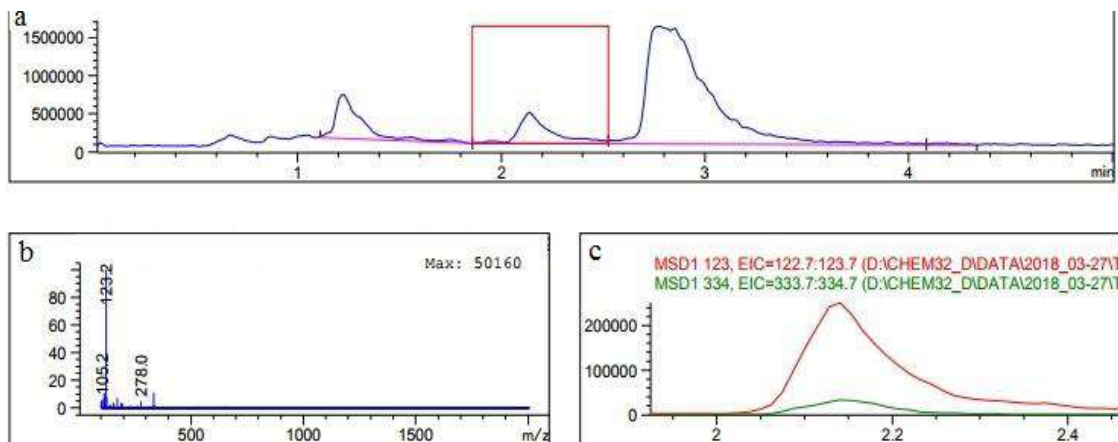 a
1500000
1000000
500000
0
1 2 3 4 min
b
Max: 50160
80
60
40
20
0
105.2
123.2
278.0
500 1000 1500 m/z
c
MSD1 123, EIC=122.7:123.7 (D:\CHEM32_D\DATA\2018_03-27\T
MSD1 334, EIC=333.7:334.7 (D:\CHEM32_D\DATA\2018_03-27\T
200000
100000
0
2 2.2 2.4